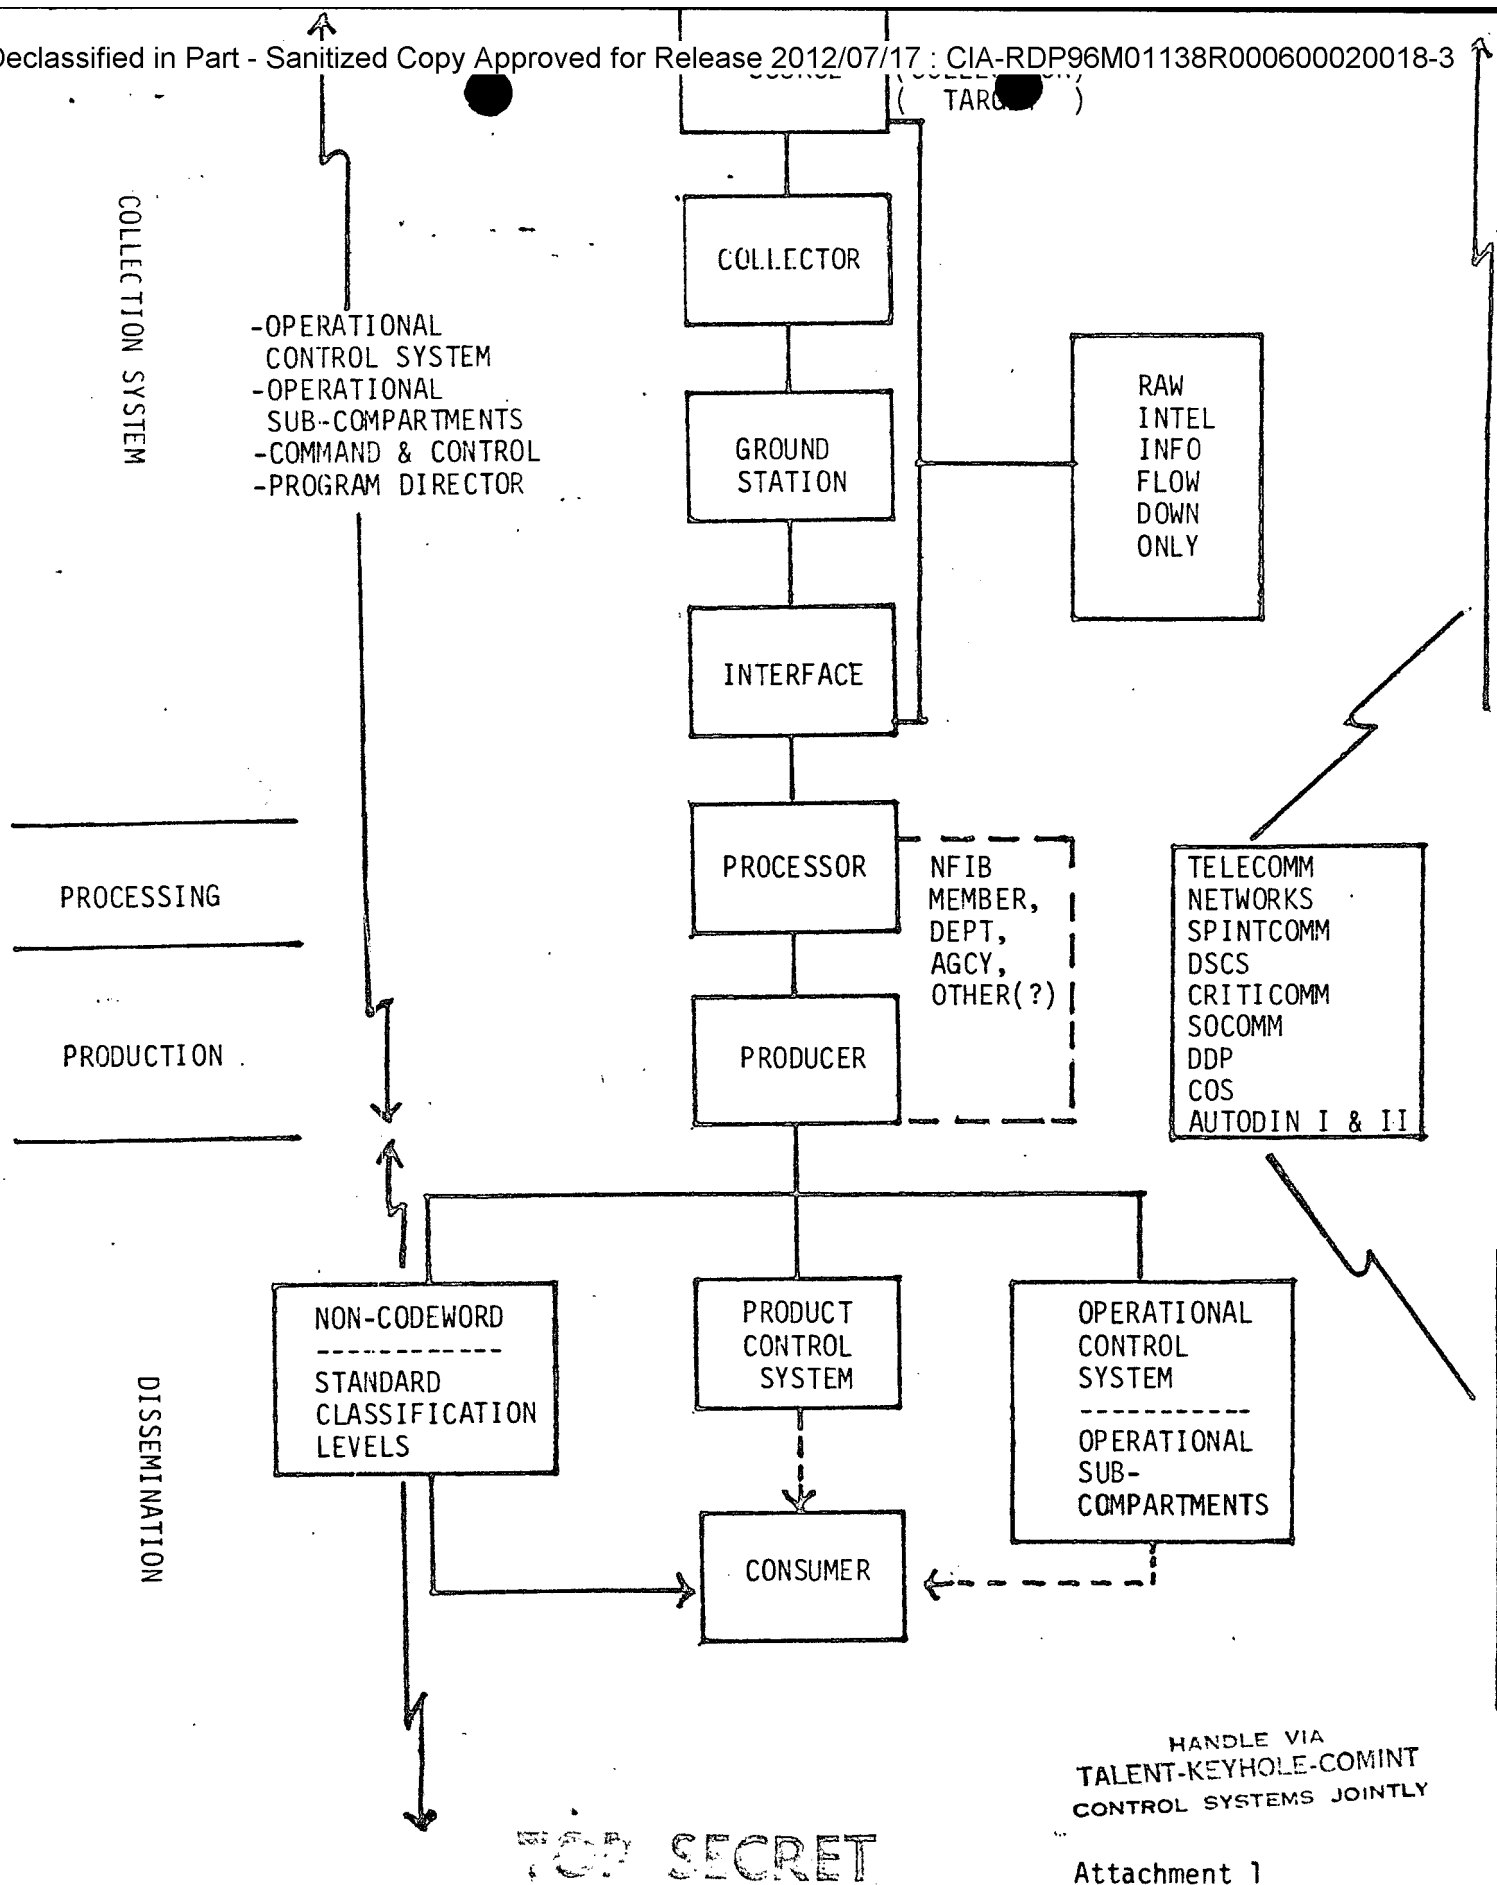 Declassified in Part - Sanitized Copy Approved for Release 2012/07/17 : CIA-RDP96M01138R000600020018-3
( TARGET )
COLLECTION SYSTEM
COLLECTOR
-OPERATIONAL
CONTROL SYSTEM
-OPERATIONAL
SUB-COMPARTMENTS
-COMMAND & CONTROL
-PROGRAM DIRECTOR
GROUND
STATION
RAW
INTEL
INFO
FLOW
DOWN
ONLY
INTERFACE
PROCESSING
PROCESSOR
NFIB
MEMBER,
DEPT,
AGCY,
OTHER(?)
TELECOMM
NETWORKS
SPINTCOMM
DSCS
CRITICOMM
SOCOMM
DDP
COS
AUTODIN I & II
PRODUCTION
PRODUCER
DISSEMINATION
NON-CODEWORD
------------
STANDARD
CLASSIFICATION
LEVELS
PRODUCT
CONTROL
SYSTEM
OPERATIONAL
CONTROL
SYSTEM
-----------
OPERATIONAL
SUB-
COMPARTMENTS
CONSUMER
HANDLE VIA
TALENT-KEYHOLE-COMINT
CONTROL SYSTEMS JOINTLY
TOP SECRET
Attachment 1